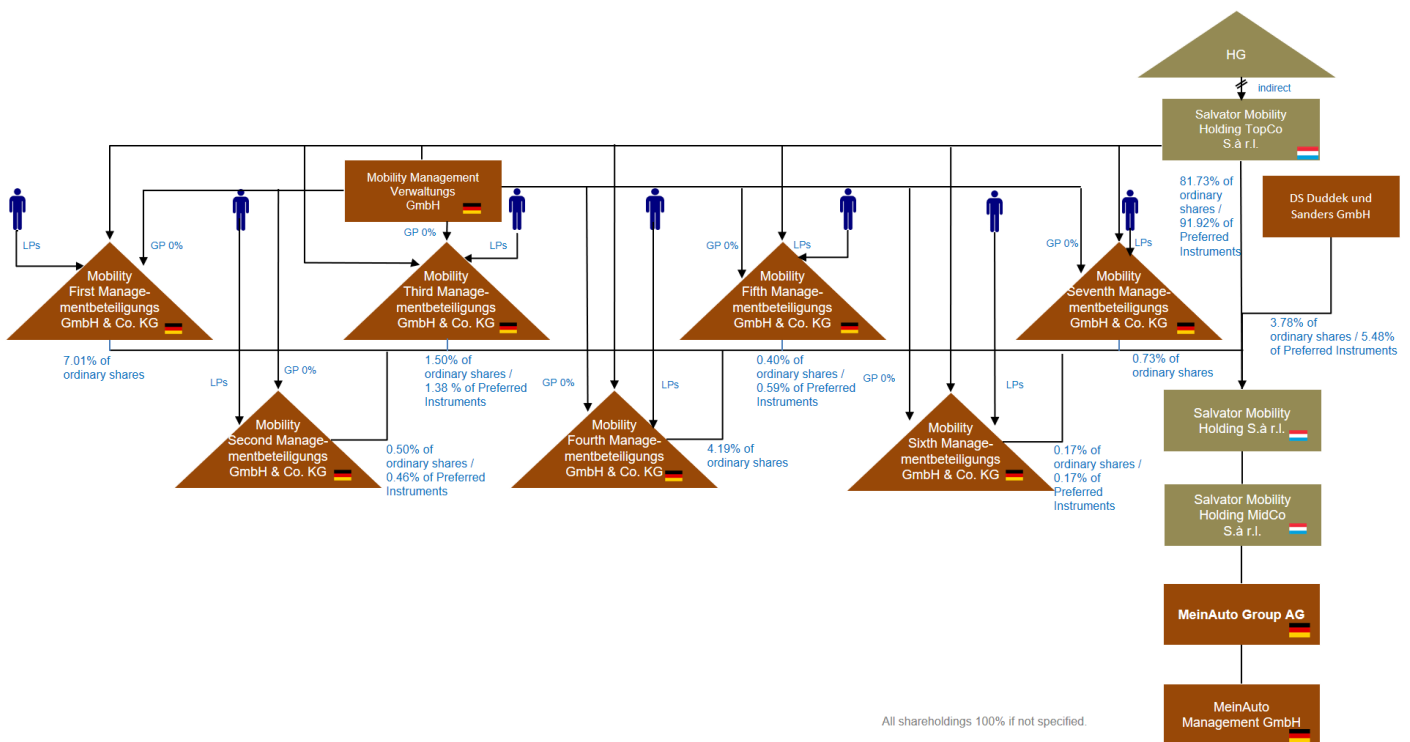 HG
indirect
Salvator Mobility
Holding TopCo
S.à r.l.
Mobility Management
Verwaltungs
GmbH
81.73% of
ordinary
shares /
91.92% of
Preferred
Instruments
DS Duddek und
Sanders GmbH
LPs
GP 0%
GP 0%
LPs
GP 0%
LPs
GP 0%
LPs
Mobility
First Manage-
mentbeteiligungs
GmbH & Co. KG
Mobility
Third Manage-
mentbeteiligungs
GmbH & Co. KG
Mobility
Fifth Manage-
mentbeteiligungs
GmbH & Co. KG
Mobility
Seventh Manage-
mentbeteiligungs
GmbH & Co. KG
3.78% of
ordinary shares / 5.48%
of Preferred Instruments
7.01% of
ordinary shares
1.50% of
ordinary shares /
1.38 % of Preferred
Instruments
0.40% of
ordinary shares /
0.59% of Preferred
Instruments
0.73% of
ordinary shares
LPs
GP 0%
GP 0%
LPs
GP 0%
LPs
Mobility
Second Manage-
mentbeteiligungs
GmbH & Co. KG
0.50% of
ordinary shares /
0.46% of Preferred
Instruments
Mobility
Fourth Manage-
mentbeteiligungs
GmbH & Co. KG
4.19% of
ordinary shares
Mobility
Sixth Manage-
mentbeteiligungs
GmbH & Co. KG
0.17% of
ordinary shares /
0.17% of
Preferred
Instruments
Salvator Mobility
Holding S.à r.l.
Salvator Mobility
Holding MidCo
S.à r.l.
MeinAuto Group AG
MeinAuto
Management GmbH
All shareholdings 100% if not specified.